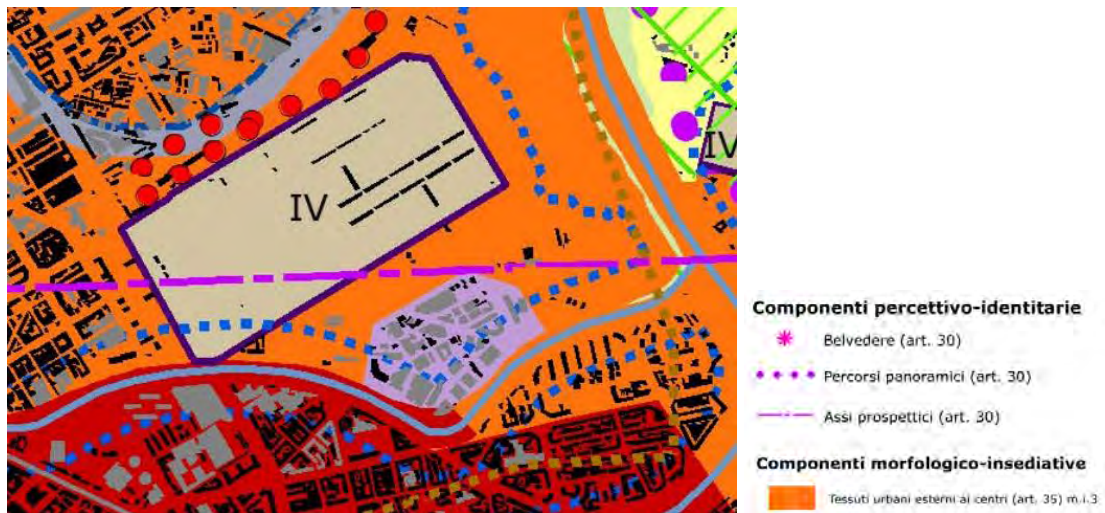 IV
IV
Componenti percettivo-identitarie
Belvedere (art. 30)
Percorsi panoramici (art. 30)
Assi prospettici (art. 30)
Componenti morfologico-insediative
Tessuti urbani esterni ai centri (art. 35) m.i.3